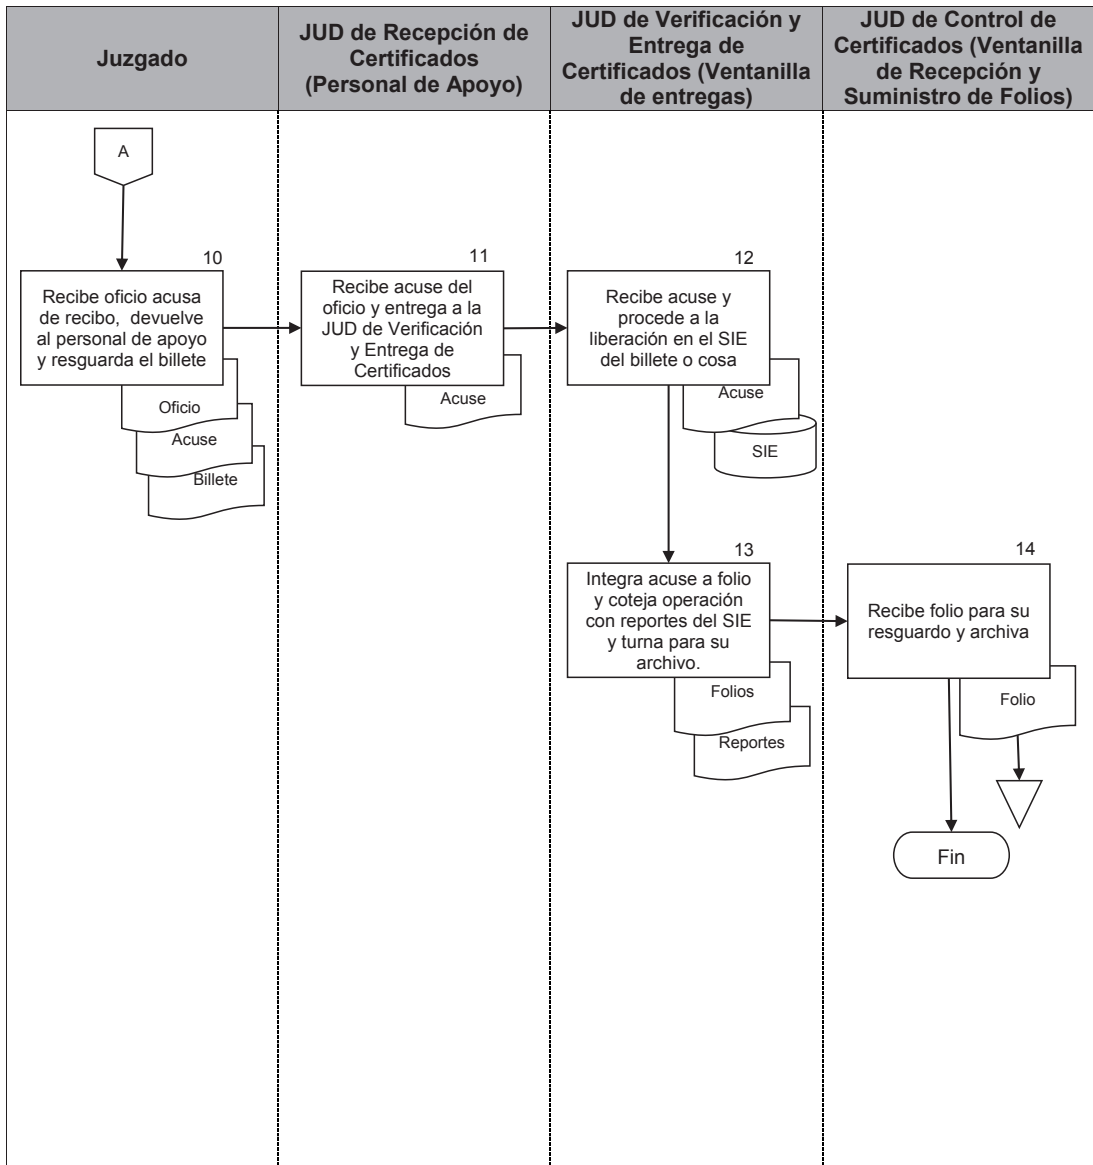 Juzgado
JUD de Recepción de
Certificados
(Personal de Apoyo)
JUD de Verificación y
Entrega de
Certificados (Ventanilla
de entregas)
JUD de Control de
Certificados (Ventanilla
de Recepción y
Suministro de Folios)
A
10
Recibe oficio acusa
de recibo, devuelve
al personal de apoyo
y resguarda el billete
Oficio
Acuse
Billete
11
Recibe acuse del
oficio y entrega a la
JUD de Verificación
y Entrega de
Certificados
Acuse
12
Recibe acuse y
procede a la
liberación en el SIE
del billete o cosa
Acuse
SIE
13
Integra acuse a folio
y coteja operación
con reportes del SIE
y turna para su
archivo.
Folios
Reportes
14
Recibe folio para su
resguardo y archiva
Folio
Fin